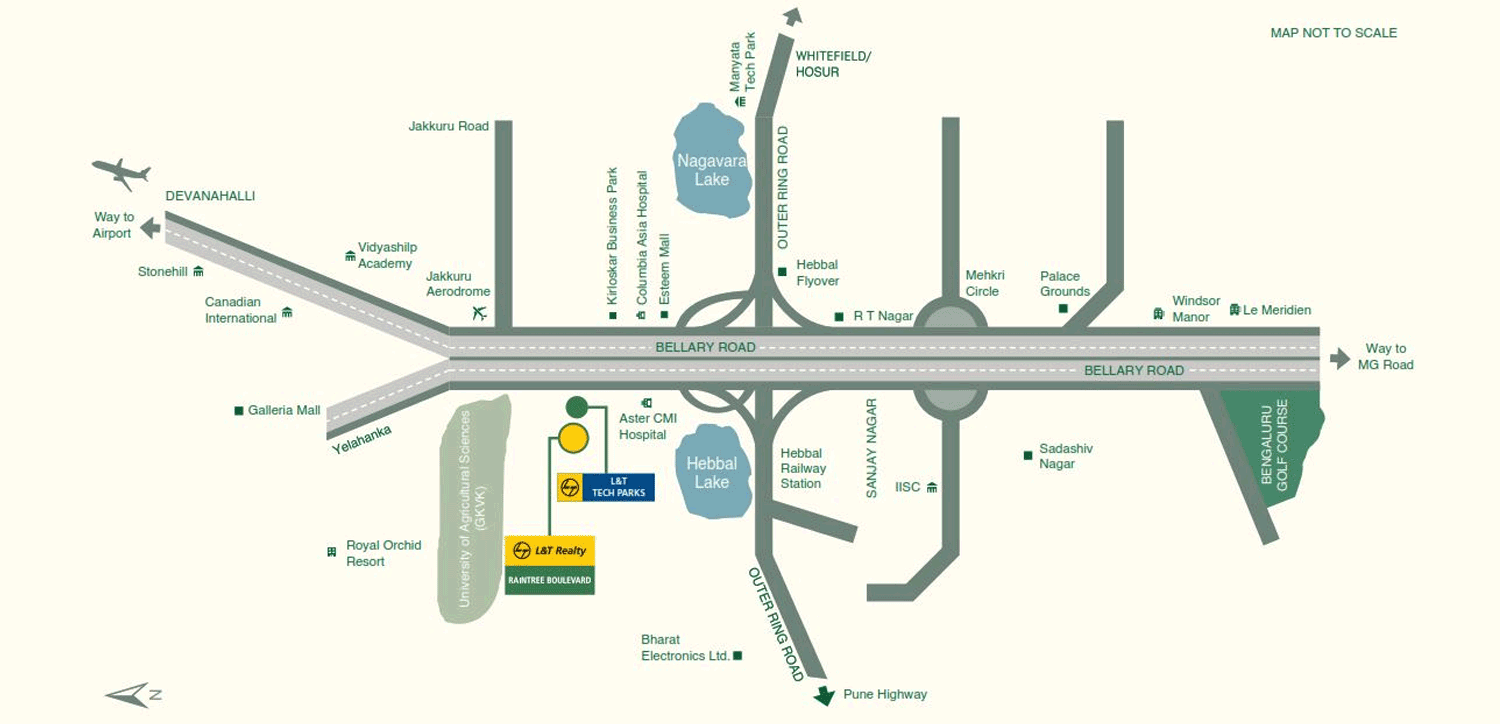 MAP NOT TO SCALE
Manyata
Tech Park
WHITEFIELD/
HOSUR
Jakkuru Road
Nagavara
Lake
OUTER RING ROAD
DEVANAHALLI
Way to
Airport
Stonehill
Canadian
International
Vidyashilp
Academy
Jakkuru
Aerodrome
Kirloskar Business Park
Columbia Asia Hospital
Esteem Mall
Hebbal
Flyover
R T Nagar
Mehkri
Circle
Palace
Grounds
Windsor
Manor
Le Meridien
BELLARY ROAD
BELLARY ROAD
Way to
MG Road
Galleria Mall
Yelahanka
University of Agricultural Sciences
(GKVK)
Aster CMI
Hospital
L&T
TECH PARKS
L&T Realty
RAINTREE BOULEVARD
Hebbal
Lake
Hebbal
Railway
Station
SANJAY NAGAR
IISC
Sadashiv
Nagar
BENGALURU
GOLF COURSE
Royal Orchid
Resort
OUTER RING ROAD
Bharat
Electronics Ltd.
Pune Highway
N